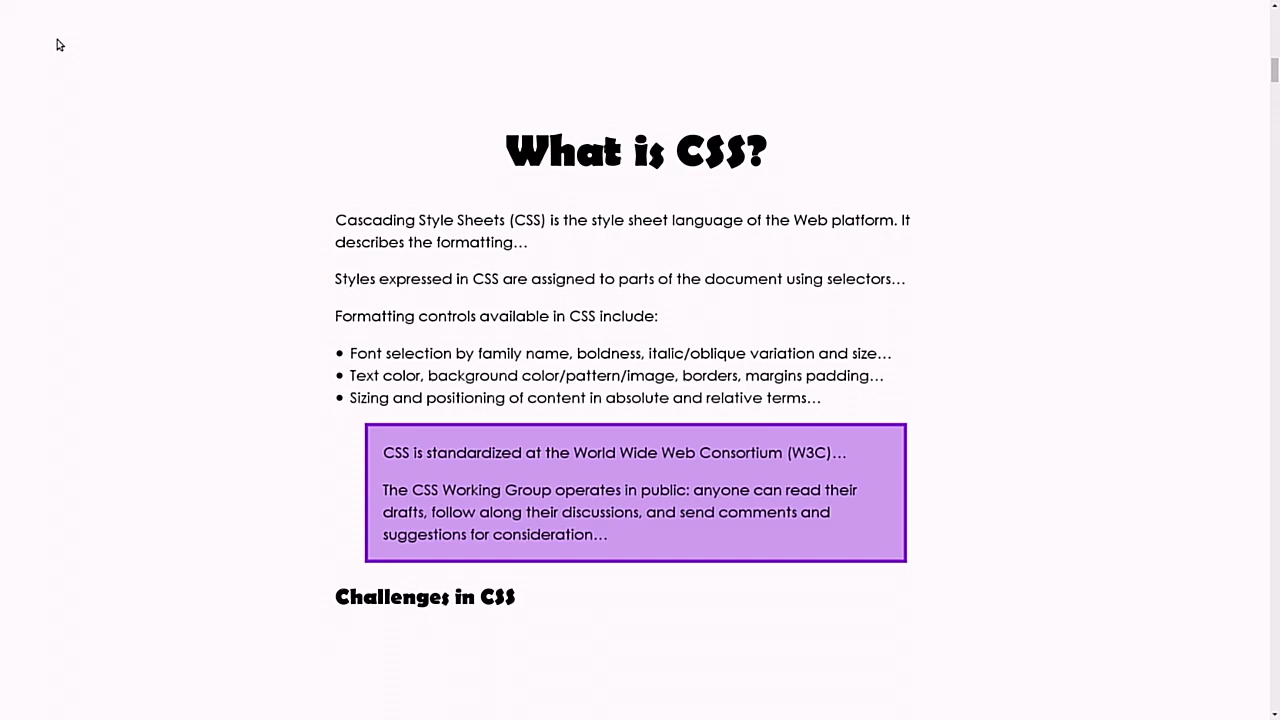 What is CSS?
Cascading Style Sheets (CSS) is the style sheet language of the Web platform. It
describes the formatting…
Styles expressed in CSS are assigned to parts of the document using selectors…
Formatting controls available in CSS include:
• Font selection by family name, boldness, italic/oblique variation and size…
• Text color, background color/pattern/image, borders, margins padding…
• Sizing and positioning of content in absolute and relative terms…
CSS is standardized at the World Wide Web Consortium (W3C)…
The CSS Working Group operates in public: anyone can read their
drafts, follow along their discussions, and send comments and
suggestions for consideration…
Challenges in CSS